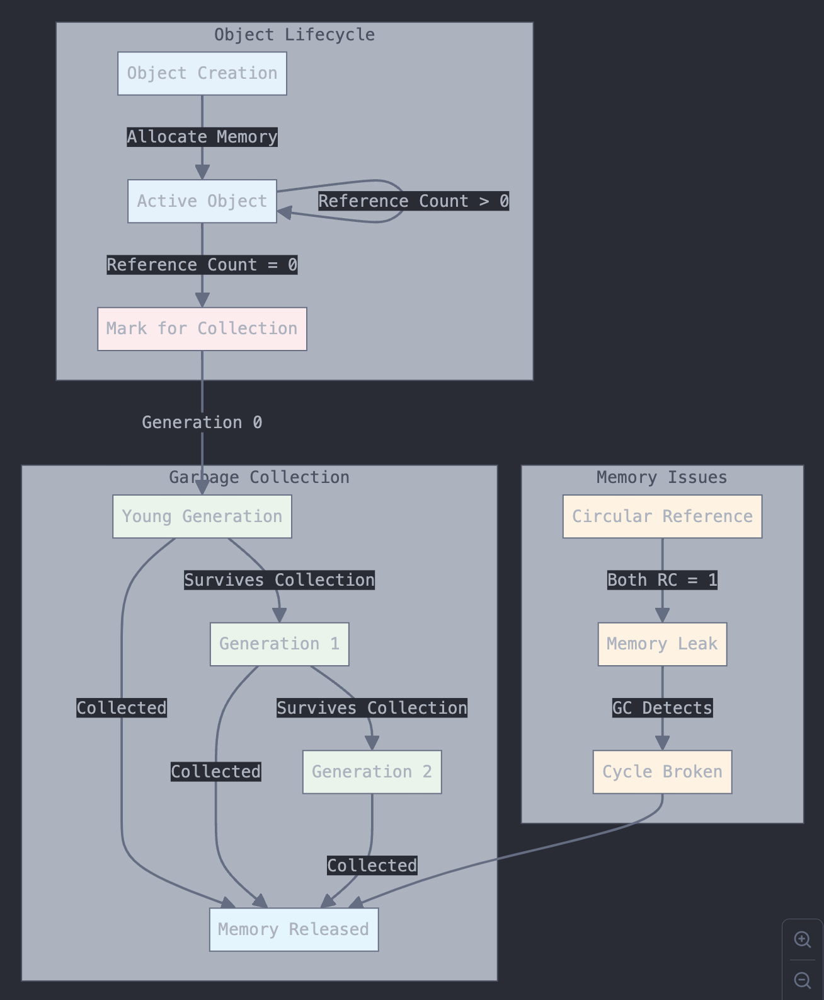 Object Lifecycle
Object Creation
Allocate Memory
Active Object
Reference Count > 0
Reference Count = 0
Mark for Collection
Generation 0
Garbage Collection
Young Generation
Survives Collection
Generation 1
Collected
Survives Collection
Collected
Generation 2
Collected
Memory Released
Memory Issues
Circular Reference
Both RC = 1
Memory Leak
GC Detects
Cycle Broken